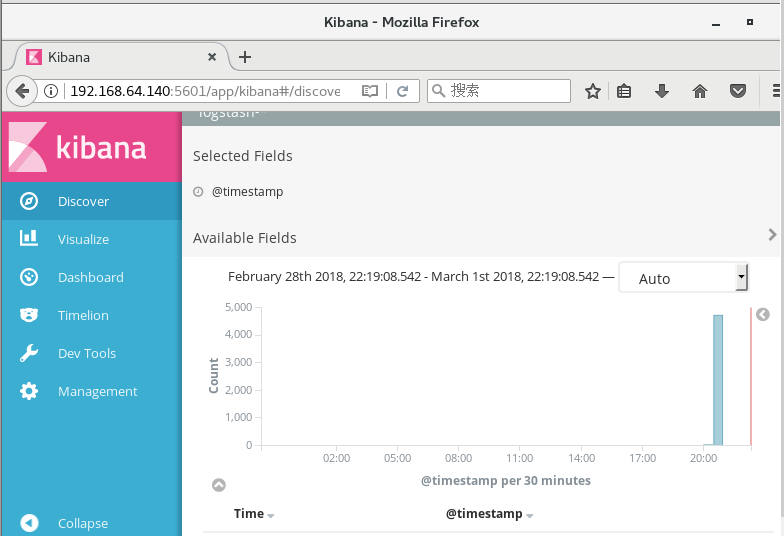 Kibana - Mozilla Firefox
Kibana
192.168.64.140:5601/app/kibana#/discove
搜索
kibana
logstash-*
Selected Fields
@timestamp
Available Fields
Discover
Visualize
Dashboard
Timelion
Dev Tools
Management
Collapse
February 28th 2018, 22:19:08.542 - March 1st 2018, 22:19:08.542 —
Auto
Count
5,000
4,000
3,000
2,000
1,000
0
02:00 05:00 08:00 11:00 14:00 17:00 20:00
@timestamp per 30 minutes
Time @timestamp